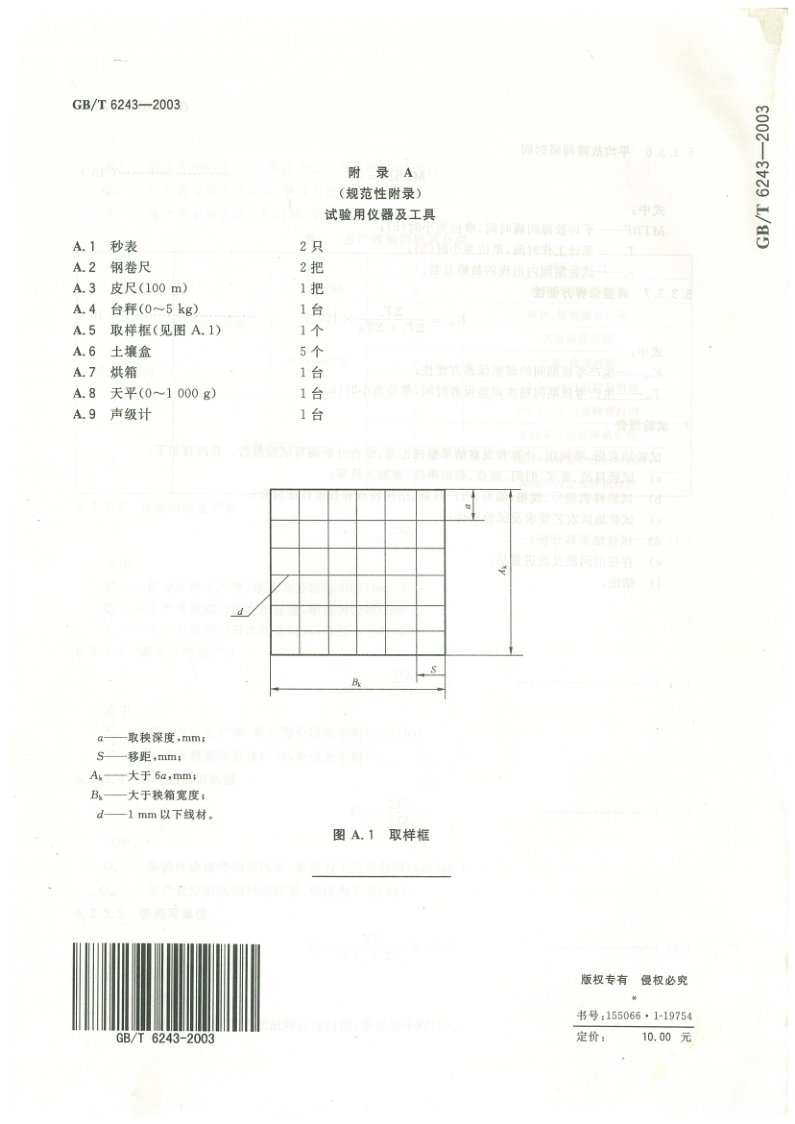 GB/T 6243—2003
GB/T 6243—2003
附 录 A
(规范性附录)
试验用仪器及工具
A.1 秒表 2只
A.2 钢卷尺 2把
A.3 皮尺(100 m) 1把
A.4 台秤(0～5 kg) 1台
A.5 取样框(见图 A.1) 1个
A.6 土壤盒 5个
A.7 烘箱 1台
A.8 天平(0～1 000 g) 1台
A.9 声级计 1台
a
Ak
d
S
Bk
a——取秧深度,mm;
S——移距,mm;
Ak——大于 6a,mm;
Bk——大于秧箱宽度;
d——1 mm 以下线材。
图 A.1 取样框
GB/T 6243-2003
版权专有 侵权必究
*
书号:155066·1-19754
定价: 10.00 元